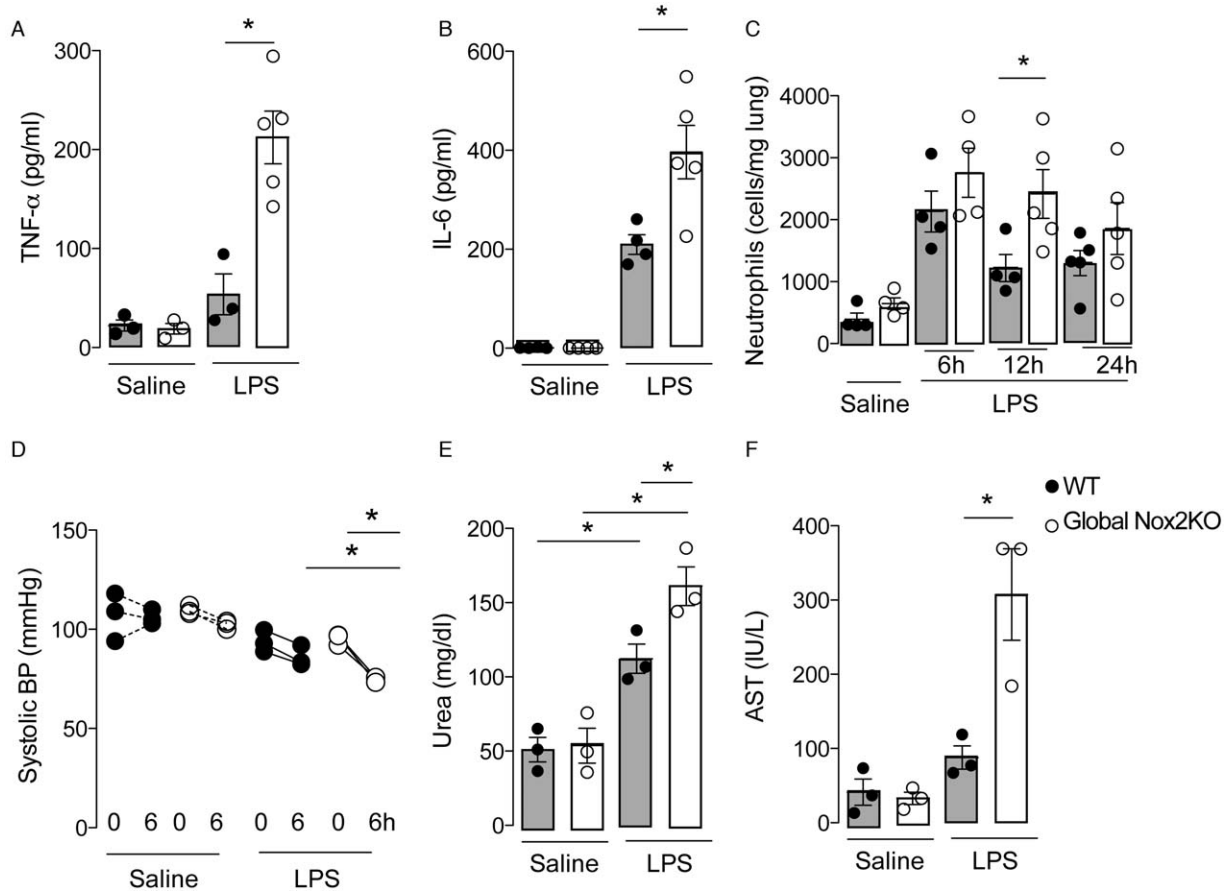 A
TNF-α (pg/ml)
300
200
100
0
*
Saline
LPS
B
IL-6 (pg/ml)
600
400
200
0
*
Saline
LPS
C
Neutrophils (cells/mg lung)
4000
3000
2000
1000
0
*
6h 12h 24h
Saline
LPS
D
Systolic BP (mmHg)
150
100
50
0
*
*
0 6 0 6 0 6 0 6h
Saline
LPS
E
Urea (mg/dl)
200
150
100
50
0
*
*
*
Saline
LPS
F
AST (IU/L)
400
300
200
100
0
*
Saline
LPS
WT
Global Nox2KO